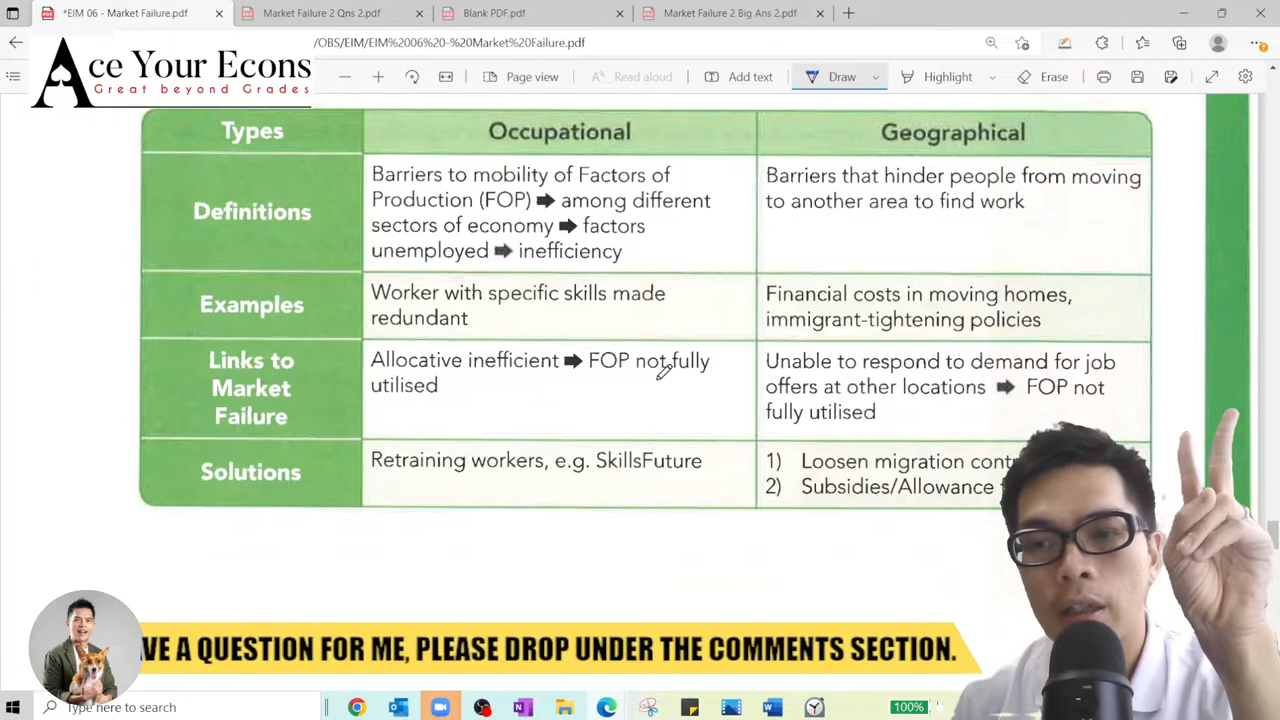 *EIM 06 - Market Failure.pdf
Market Failure 2 Qns 2.pdf
Blank PDF.pdf
Market Failure 2 Big Ans 2.pdf
/OBS/EIM/EIM%2006%20-%20Market%20Failure.pdf
Ace Your Econs
Great beyond Grades
Page view
Read aloud
Add text
Draw
Highlight
Erase
Types
Occupational
Geographical
Definitions
Barriers to mobility of Factors of
Production (FOP) ➡ among different
sectors of economy ➡ factors
unemployed ➡ inefficiency
Barriers that hinder people from moving
to another area to find work
Examples
Worker with specific skills made
redundant
Financial costs in moving homes,
immigrant-tightening policies
Links to
Market
Failure
Allocative inefficient ➡ FOP not fully
utilised
Unable to respond to demand for job
offers at other locations ➡ FOP not
fully utilised
Solutions
Retraining workers, e.g. SkillsFuture
1) Loosen migration
2) Subsidies/Allowance
VE A QUESTION FOR ME, PLEASE DROP UNDER THE COMMENTS SECTION.
Type here to search
100%